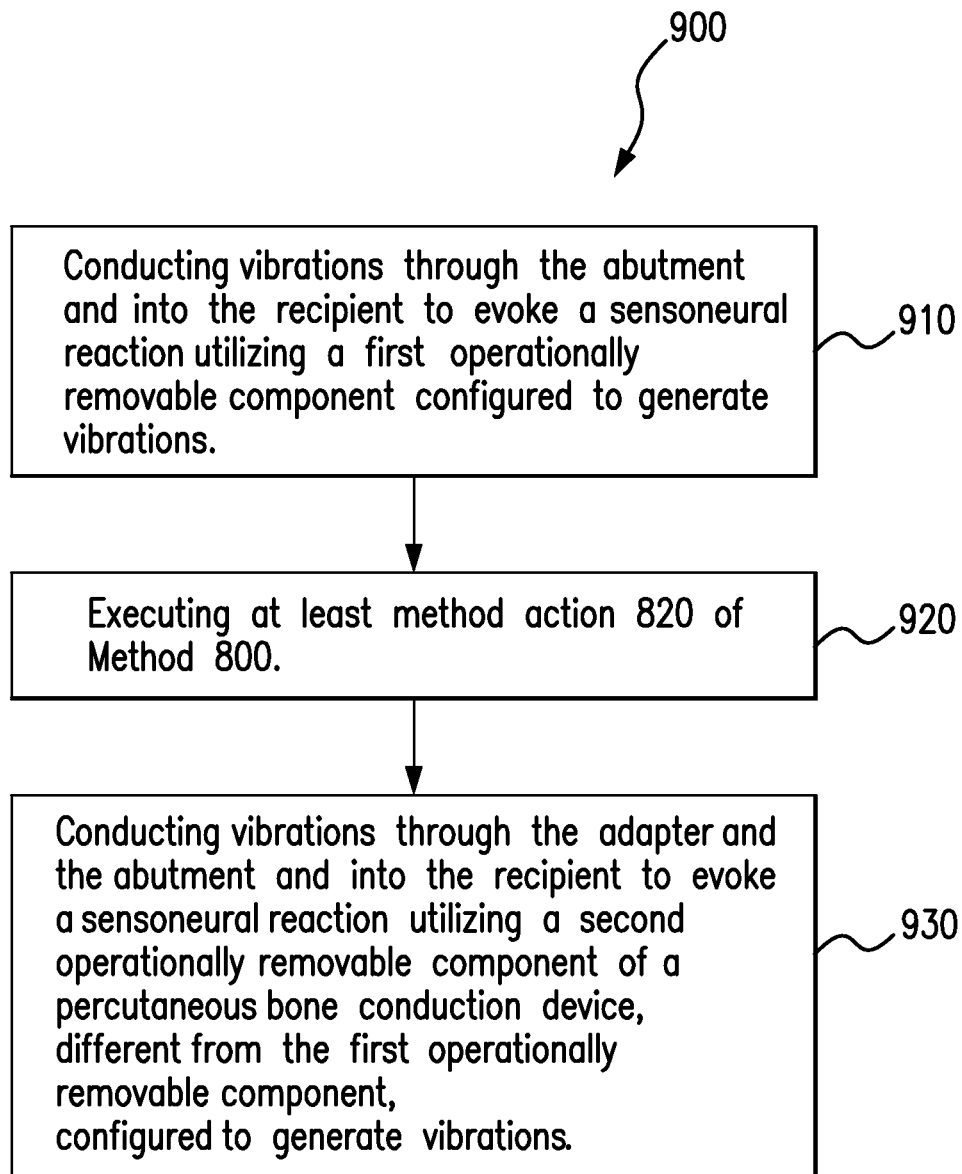 900
Conducting vibrations through the abutment
and into the recipient to evoke a sensoneural
reaction utilizing a first operationally
removable component configured to generate
vibrations.
910
Executing at least method action 820 of
Method 800.
920
Conducting vibrations through the adapter and
the abutment and into the recipient to evoke
a sensoneural reaction utilizing a second
operationally removable component of a
percutaneous bone conduction device,
different from the first operationally
removable component,
configured to generate vibrations.
930